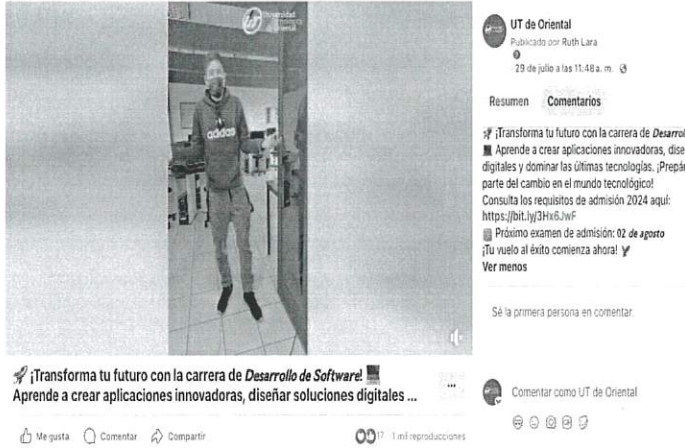 Universidad
Tecnológica
de Oriental
adidas
🚀 ¡Transforma tu futuro con la carrera de Desarrollo de Software! 💻
Aprende a crear aplicaciones innovadoras, diseñar soluciones digitales ...
...
Me gusta Comentar Compartir
17 1 mil reproducciones
UT de Oriental
Publicado por Ruth Lara
29 de julio a las 11:48 a. m.
Resumen Comentarios
🚀 ¡Transforma tu futuro con la carrera de Desarrol
💻 Aprende a crear aplicaciones innovadoras, dise
digitales y dominar las últimas tecnologías. ¡Prepár
parte del cambio en el mundo tecnológico!
Consulta los requisitos de admisión 2024 aquí:
https://bit.ly/3Hx6JwF
Próximo examen de admisión: 02 de agosto
¡Tu vuelo al éxito comienza ahora!
Ver menos
Sé la primera persona en comentar.
Comentar como UT de Oriental